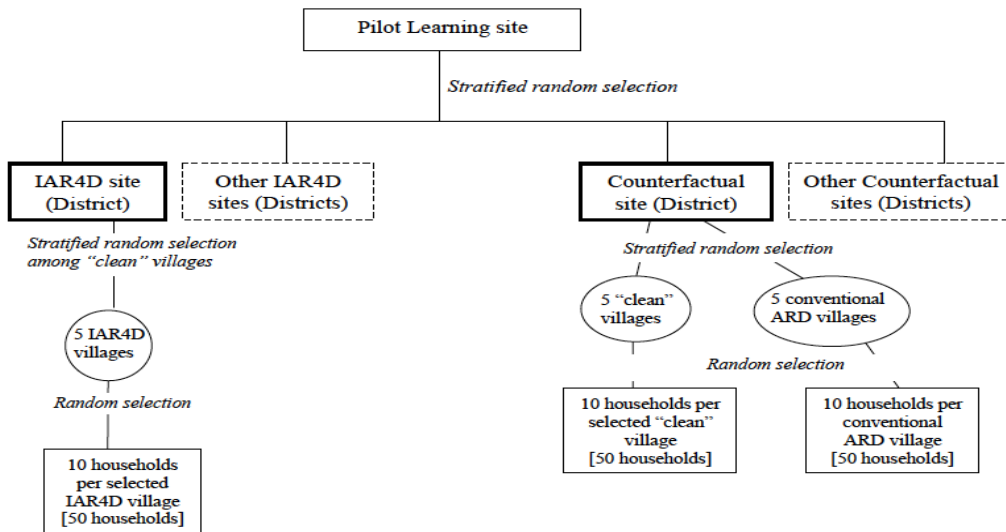 Pilot Learning site
Stratified random selection
IAR4D site
(District)
Other IAR4D
sites (Districts)
Counterfactual
site (District)
Other Counterfactual
sites (Districts)
Stratified random selection
among “clean” villages
Stratified random selection
5 IAR4D
villages
5 “clean”
villages
5 conventional
ARD villages
Random selection
Random selection
10 households
per selected
IAR4D village
[50 households]
10 households per
selected “clean”
village
[50 households]
10 households per
conventional
ARD village
[50 households]